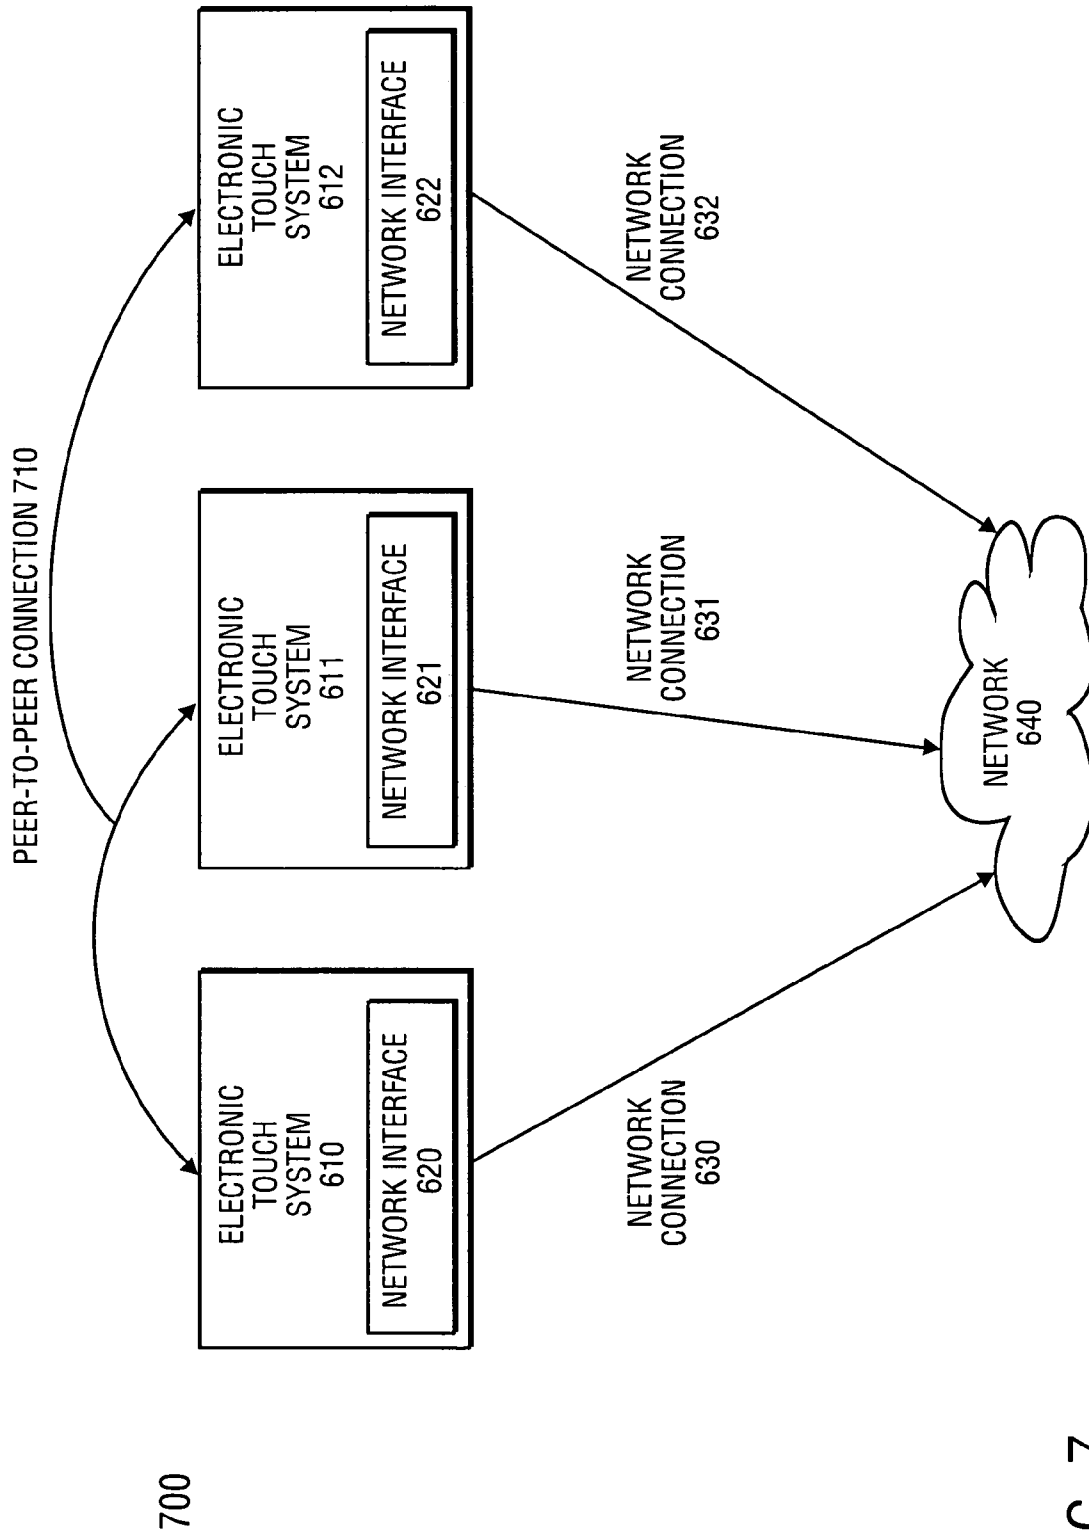 700
PEER-TO-PEER CONNECTION 710
ELECTRONIC
TOUCH
SYSTEM
610
NETWORK INTERFACE
620
ELECTRONIC
TOUCH
SYSTEM
611
NETWORK INTERFACE
621
ELECTRONIC
TOUCH
SYSTEM
612
NETWORK INTERFACE
622
NETWORK
CONNECTION
630
NETWORK
CONNECTION
631
NETWORK
CONNECTION
632
NETWORK
640
7